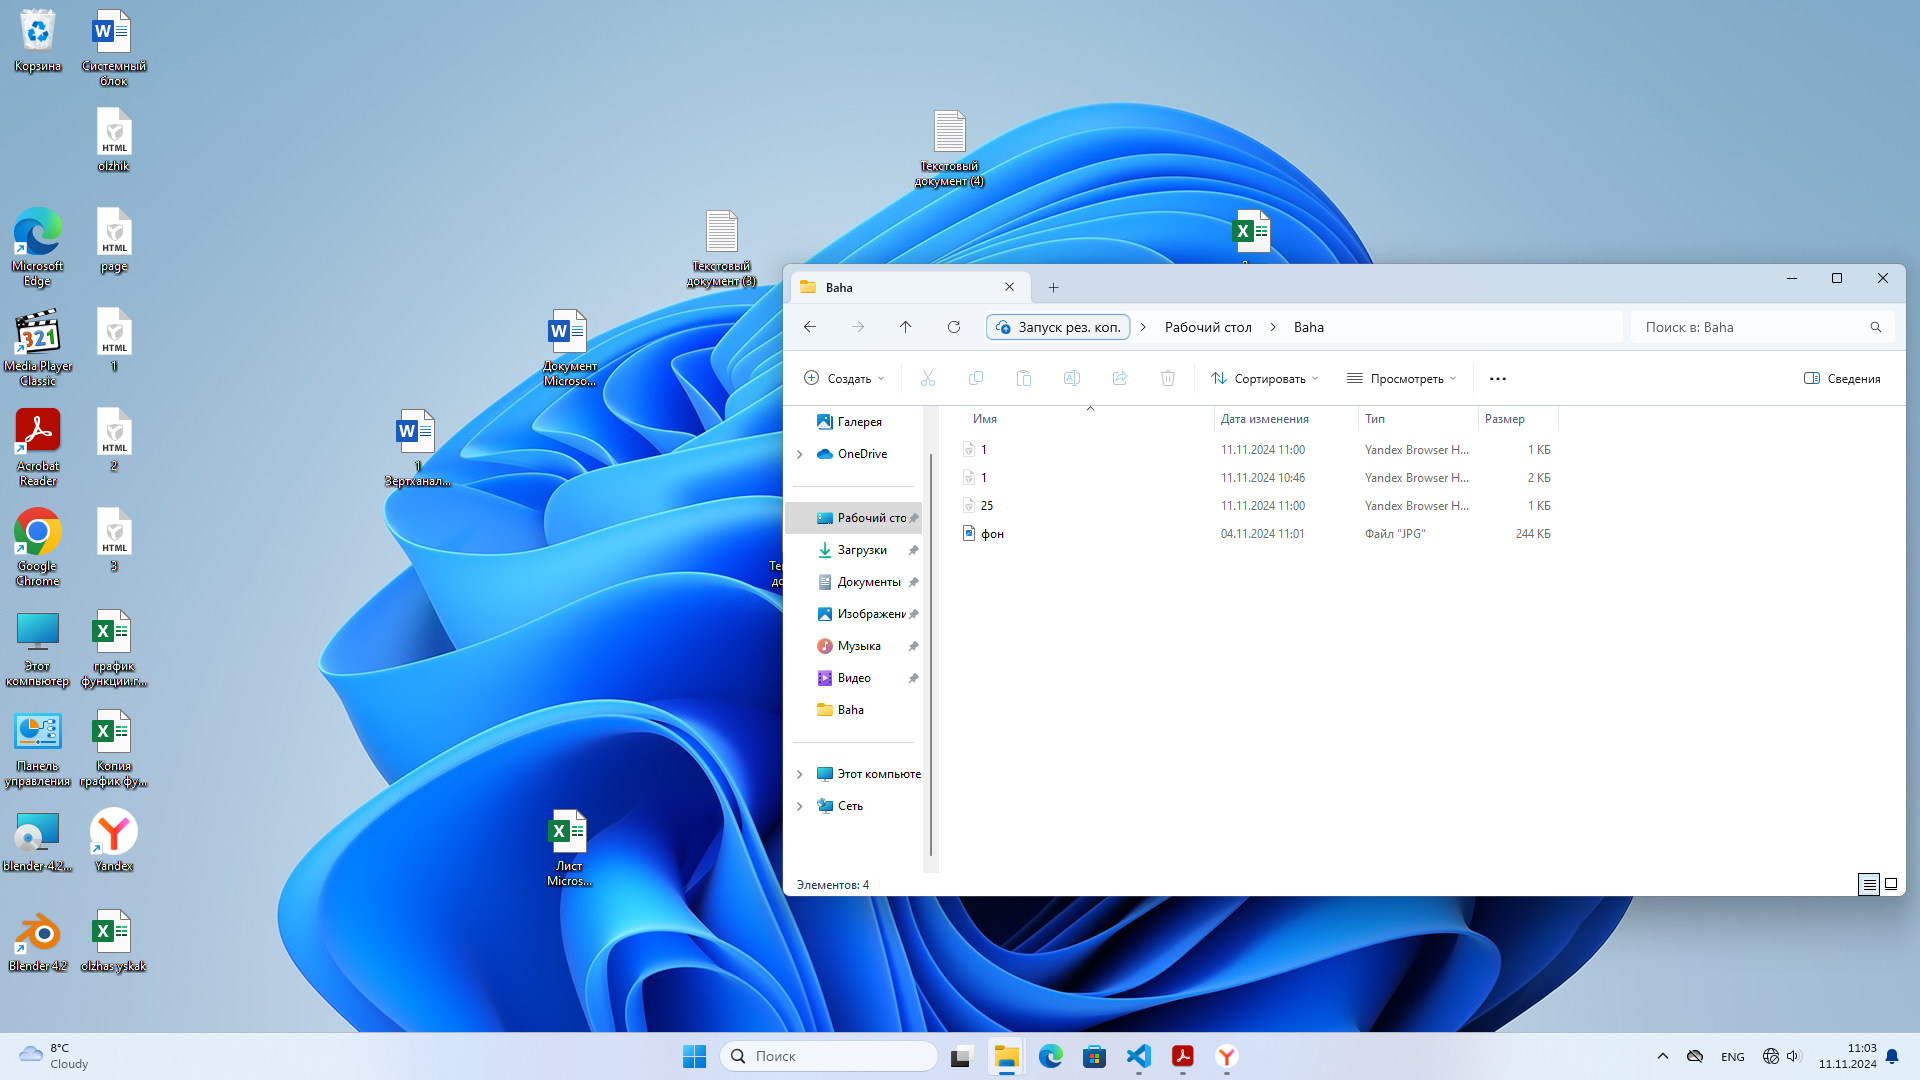 Корзина
Системный
блок
olzhik
Microsoft
Edge
page
Media Player
Classic
1
Acrobat
Reader
2
Google
Chrome
3
Этот
компьютер
график
функции.г...
Панель
управления
Копия
график фу...
blender-4.2...
Yandex
Blender 4.2
olzhas yskak
Текстовый
документ (4)
Текстовый
документ (3)
Документ
Microso...
1
Зертханал...
Лист
Micros...
Baha
Запуск рез. коп.
Рабочий стол
Baha
Поиск в: Baha
Создать
Сортировать
Просмотреть
Сведения
Галерея
OneDrive
Рабочий сто
Загрузки
Документы
Изображени
Музыка
Видео
Baha
Этот компьюте
Сеть
Имя Дата изменения Тип Размер
1 11.11.2024 11:00 Yandex Browser H... 1 КБ
1 11.11.2024 10:46 Yandex Browser H... 2 КБ
25 11.11.2024 11:00 Yandex Browser H... 1 КБ
фон 04.11.2024 11:01 Файл "JPG" 244 КБ
Элементов: 4
8°C
Cloudy
Поиск
ENG
11:03
11.11.2024